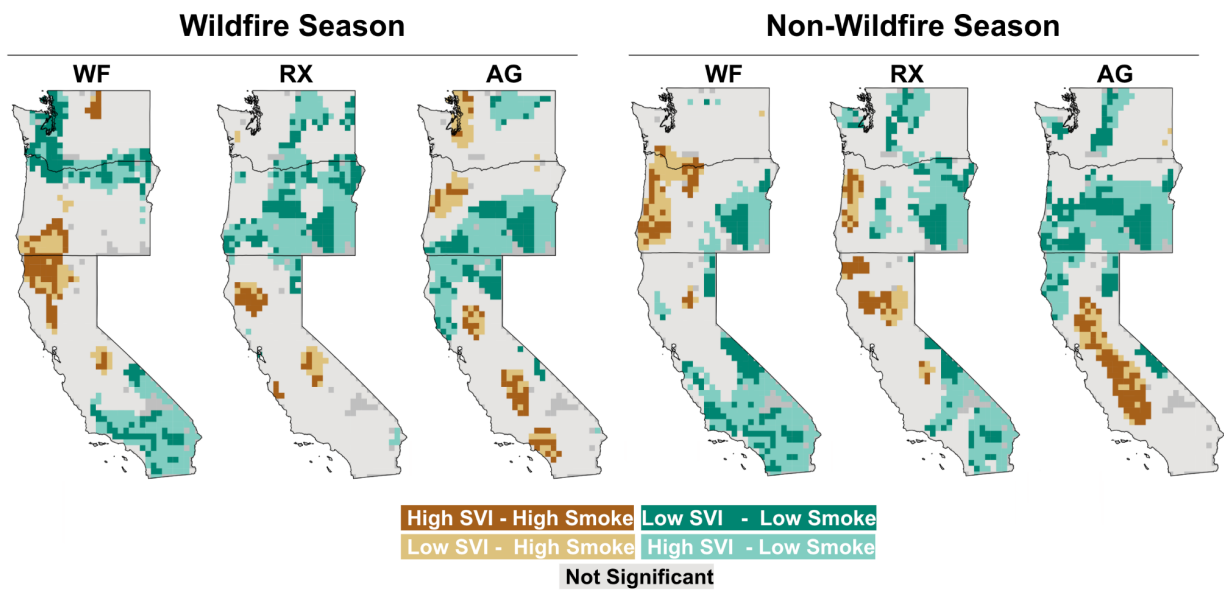 Wildfire Season Non-Wildfire Season
WF RX AG WF RX AG
High SVI - High Smoke Low SVI - Low Smoke
Low SVI - High Smoke High SVI - Low Smoke
Not Significant